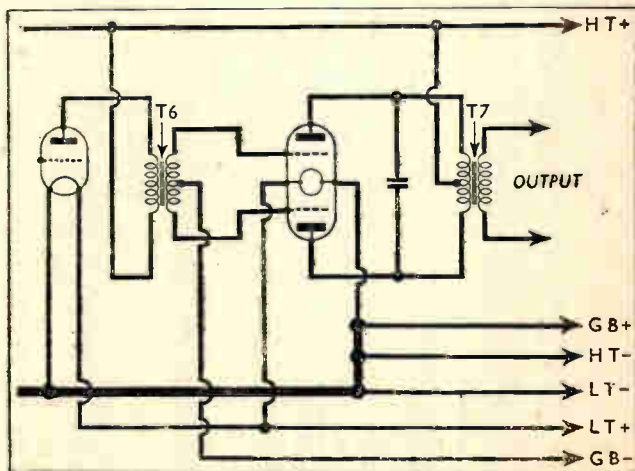 HT+
T6
T7
OUTPUT
GB+
HT-
LT-
LT+
GB-